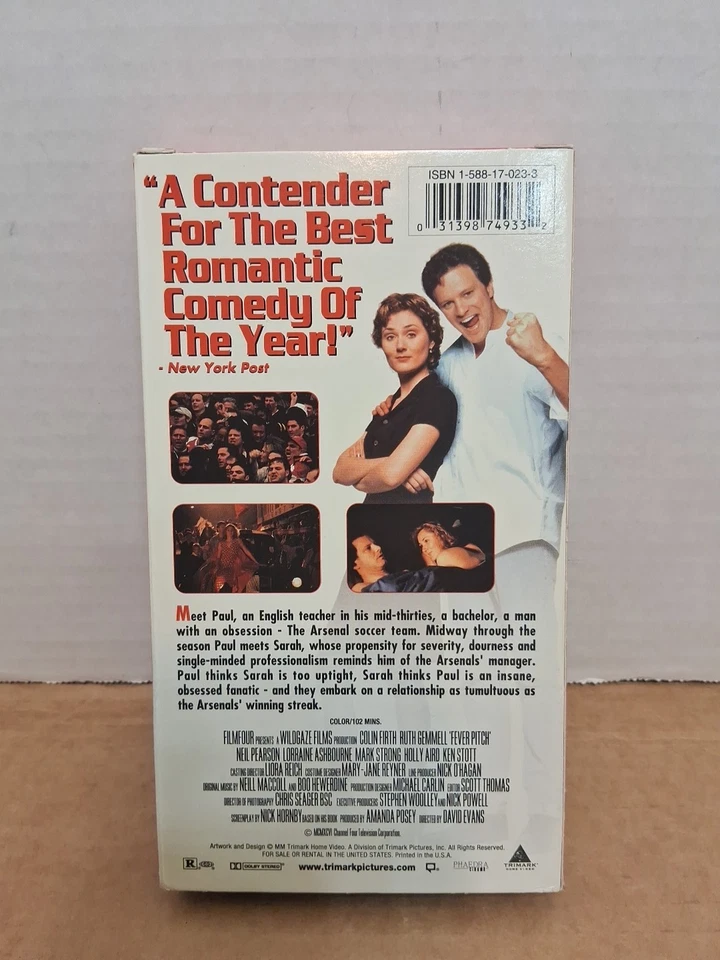 ISBN 1-588-17-023-3
0 31398 74933 2
“A Contender
For The Best
Romantic
Comedy Of
The Year!”
- New York Post
Meet Paul, an English teacher in his mid-thirties, a bachelor, a man
with an obsession - The Arsenal soccer team. Midway through the
season Paul meets Sarah, whose propensity for severity, dourness and
single-minded professionalism reminds him of the Arsenals' manager.
Paul thinks Sarah is too uptight, Sarah thinks Paul is an insane,
obsessed fanatic - and they embark on a relationship as tumultuous as
the Arsenals' winning streak.
COLOR/102 MINS.
FILMFOUR PRESENTS A WILDGAZE FILMS PRODUCTION COLIN FIRTH RUTH GEMMELL 'FEVER PITCH'
NEIL PEARSON LORRAINE ASHBOURNE MARK STRONG HOLLY AIRD KEN STOTT
CASTING DIRECTOR LIORA REICH COSTUME DESIGNER MARY-JANE REYNER LINE PRODUCER NICK O'HAGAN
ORIGINAL MUSIC BY NEILL MACCOLL AND BOO HEWERDINE PRODUCTION DESIGNER MICHAEL CARLIN EDITOR SCOTT THOMAS
DIRECTOR OF PHOTOGRAPHY CHRIS SEAGER BSC EXECUTIVE PRODUCERS STEPHEN WOOLLEY AND NICK POWELL
SCREENPLAY BY NICK HORNBY BASED ON HIS BOOK PRODUCED BY AMANDA POSEY DIRECTED BY DAVID EVANS
© MCMXCVI Channel Four Television Corporation.
Artwork and Design © MM Trimark Home Video. A Division of Trimark Pictures, Inc. All Rights Reserved.
FOR SALE OR RENTAL IN THE UNITED STATES. Printed in the U.S.A.
R DOLBY STEREO www.trimarkpictures.com PHAEDRA CINEMA TRIMARK HOME VIDEO